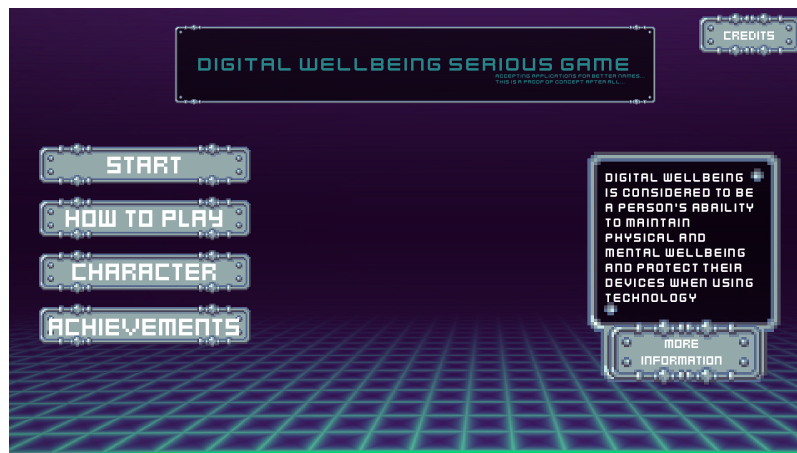 CREDITS
DIGITAL WELLBEING SERIOUS GAME
ACCEPTING APPLICATIONS FOR BETTER NAMES...
THIS IS A PROOF OF CONCEPT AFTER ALL...
START
HOW TO PLAY
CHARACTER
ACHIEVEMENTS
DIGITAL WELLBEING
IS CONSIDERED TO BE
A PERSON'S ABAILITY
TO MAINTAIN
PHYSICAL AND
MENTAL WELLBEING
AND PROTECT THEIR
DEVICES WHEN USING
TECHNOLOGY
MORE
INFORMATION